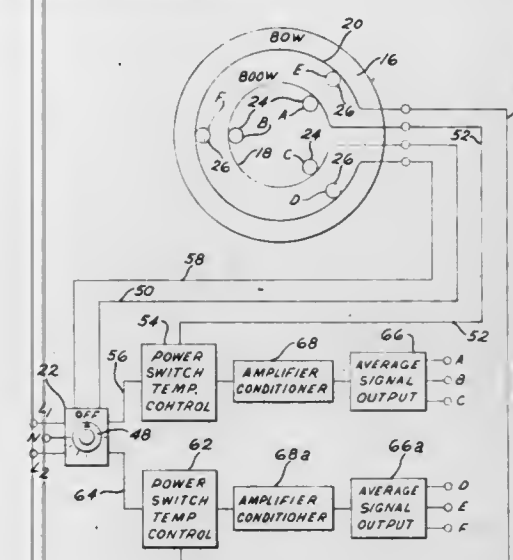 80W
20
16
800W
E
F
24
26
A
B
24
52
26
18
C
26
D
58
50
54
52
68
66
22
56
POWER
SWITCH
TEMP.
CONTROL
AMPLIFIER
CONDITIONER
AVERAGE
SIGNAL
OUTPUT
A
B
C
OFF
L1
N
48
L2
62
68a
66a
64
POWER
SWITCH
TEMP
CONTROL
AMPLIFIER
CONDITIOHER
AVERAGE
SIGNAL
OUTPUT
D
E
F